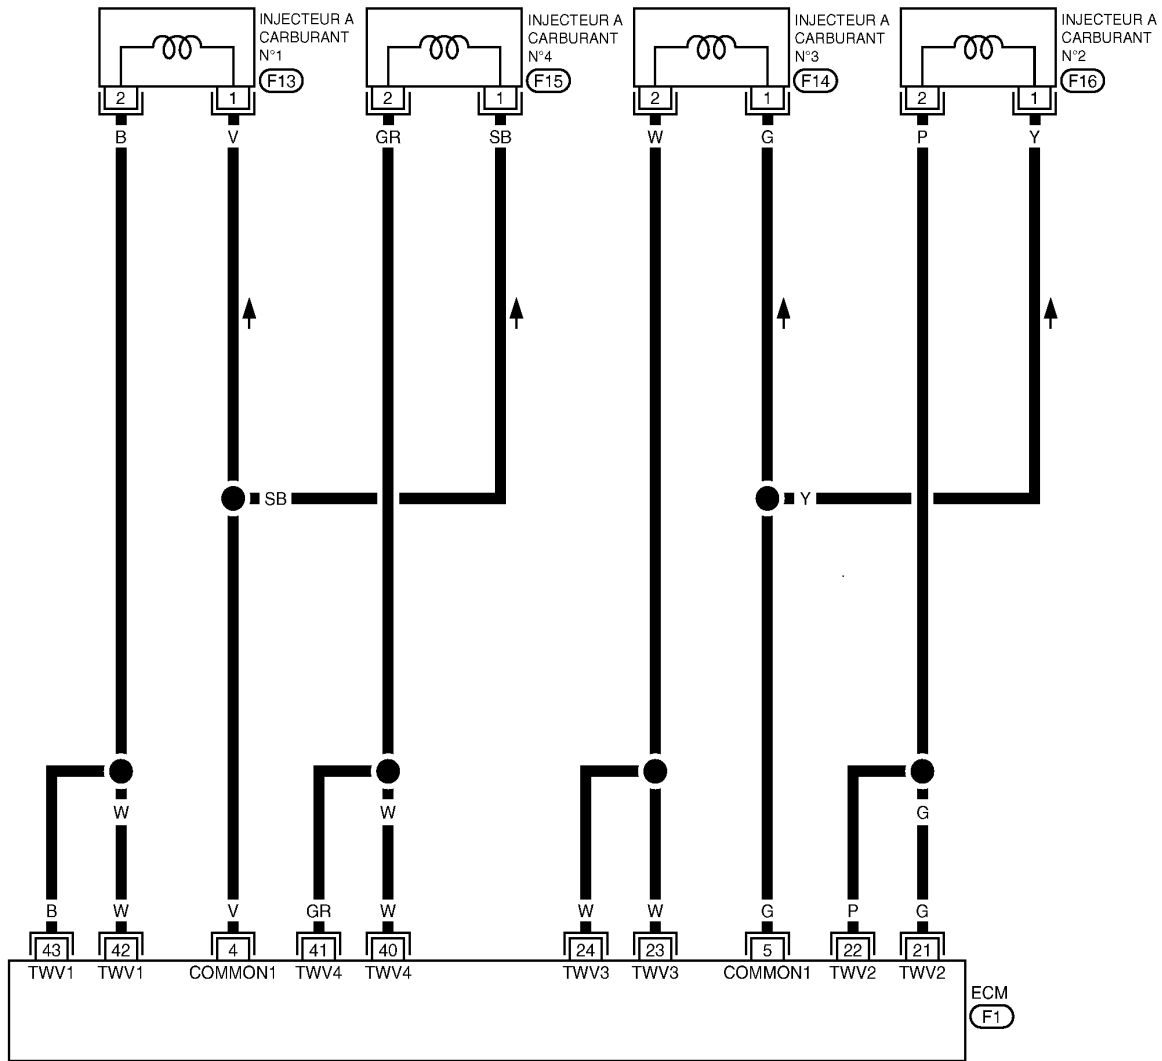 INJECTEUR A
CARBURANT
N°1
F13
INJECTEUR A
CARBURANT
N°4
F15
INJECTEUR A
CARBURANT
N°3
F14
INJECTEUR A
CARBURANT
N°2
F16
2 1 2 1 2 1 2 1
B V GR SB W G P Y
SB Y
W W G
B W V GR W W W G P G
43 42 4 41 40 24 23 5 22 21
TWV1 TWV1 COMMON1 TWV4 TWV4 TWV3 TWV3 COMMON1 TWV2 TWV2
ECM
F1